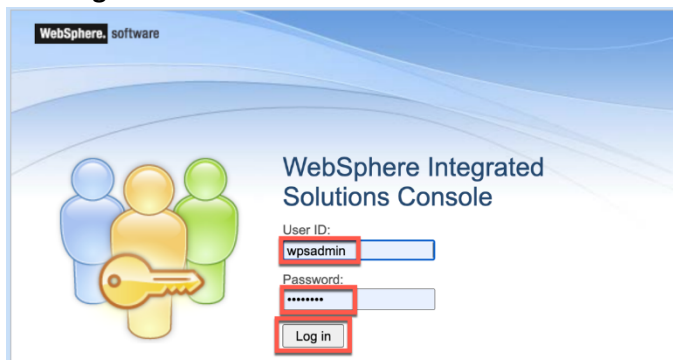 WebSphere. software
WebSphere Integrated
Solutions Console
User ID:
wpsadmin
Password:
••••••••
Log in